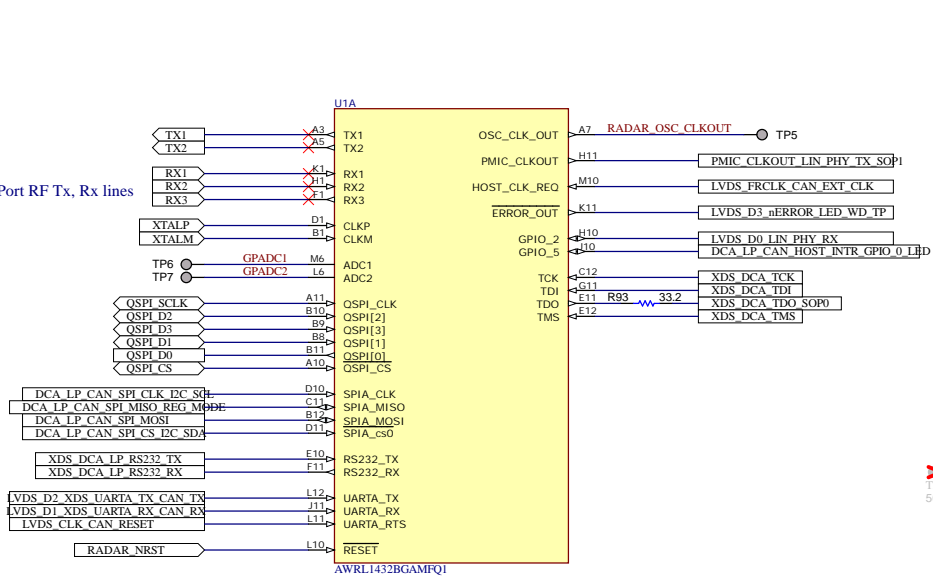 U1A
TX1 A3 TX1 OSC_CLK_OUT A7 RADAR_OSC_CLKOUT TP5
TX2 A5 TX2
PMIC_CLKOUT H11 PMIC_CLKOUT_LIN_PHY_TX_SOP1
RX1 K1 RX1
Port RF Tx, Rx lines RX2 H1 RX2 HOST_CLK_REQ M10 LVDS_FRCLK_CAN_EXT_CLK
RX3 F1 RX3
ERROR_OUT K11 LVDS_D3_nERROR_LED_WD_TP
XTALP D1 CLKP
XTALM B1 CLKM GPIO_2 H10 LVDS_D0_LIN_PHY_RX
GPIO_5 J10 DCA_LP_CAN_HOST_INTR_GPIO_0_LED
TP6 GPADC1 M6 ADC1
TP7 GPADC2 L6 ADC2 TCK C12 XDS_DCA_TCK
TDI G11 XDS_DCA_TDI
QSPI_SCLK A11 QSPI_CLK TDO E11 R93 33.2 XDS_DCA_TDO_SOP0
QSPI_D2 B10 QSPI[2] TMS E12 XDS_DCA_TMS
QSPI_D3 B9 QSPI[3]
QSPI_D1 B8 QSPI[1]
QSPI_D0 B11 QSPI[0]
QSPI_CS A10 QSPI_CS
DCA_LP_CAN_SPI_CLK_I2C_SCL D10 SPIA_CLK
DCA_LP_CAN_SPI_MISO_REG_MODE C11 SPIA_MISO
DCA_LP_CAN_SPI_MOSI B12 SPIA_MOSI
DCA_LP_CAN_SPI_CS_I2C_SDA D11 SPIA_cs0
XDS_DCA_LP_RS232_TX E10 RS232_TX
XDS_DCA_LP_RS232_RX F11 RS232_RX
LVDS_D2_XDS_UARTA_TX_CAN_TX L12 UARTA_TX
LVDS_D1_XDS_UARTA_RX_CAN_RX J11 UARTA_RX
LVDS_CLK_CAN_RESET L11 UARTA_RTS
RADAR_NRST L10 RESET
AWRL1432BGAMFQ1
T
5